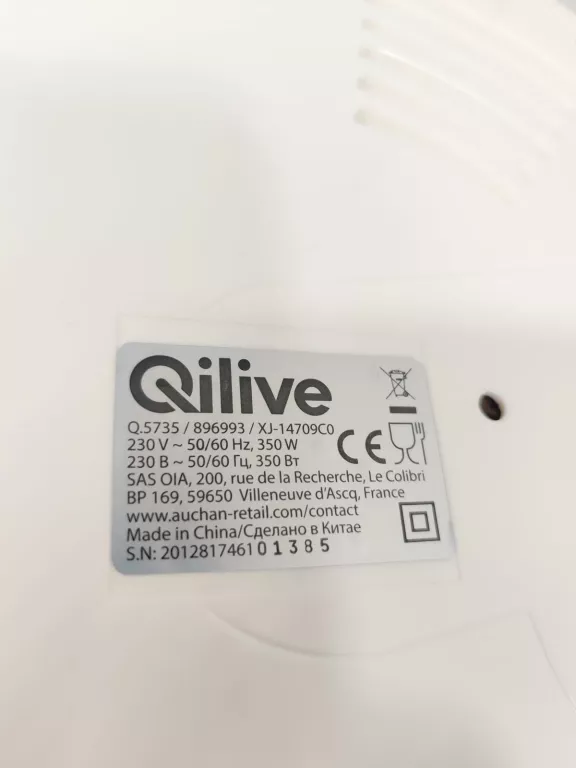 Qilive
Q.5735 / 896993 / XJ-14709C0
230 V ~ 50/60 Hz, 350 W
230 В ~ 50/60 Гц, 350 Вт
CE
SAS OIA, 200, rue de la Recherche, Le Colibri
BP 169, 59650 Villeneuve d'Ascq, France
www.auchan-retail.com/contact
Made in China/Сделано в Китае
S.N: 201281746101385